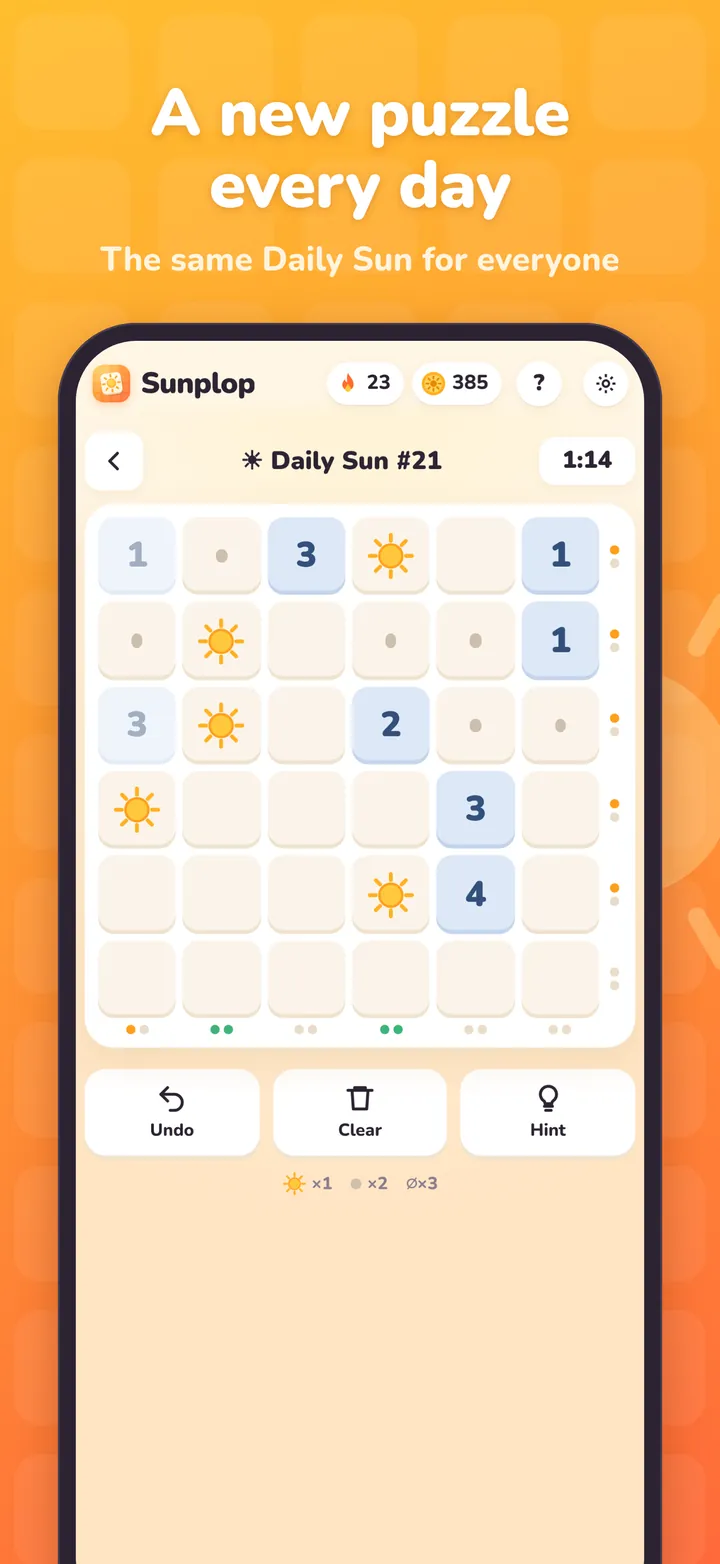 A new puzzle
every day
The same Daily Sun for everyone
Sunplop 23 385 ?
☀ Daily Sun #21 1:14
1 3 1
1
3 2
3
4
Undo Clear Hint
×1 ×2 ∅×3